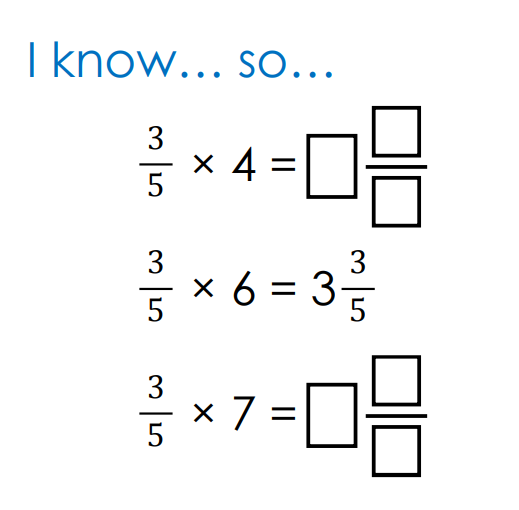 I know... so...
3/5 × 4 = □ □/□
3/5 × 6 = 3 3/5
3/5 × 7 = □ □/□